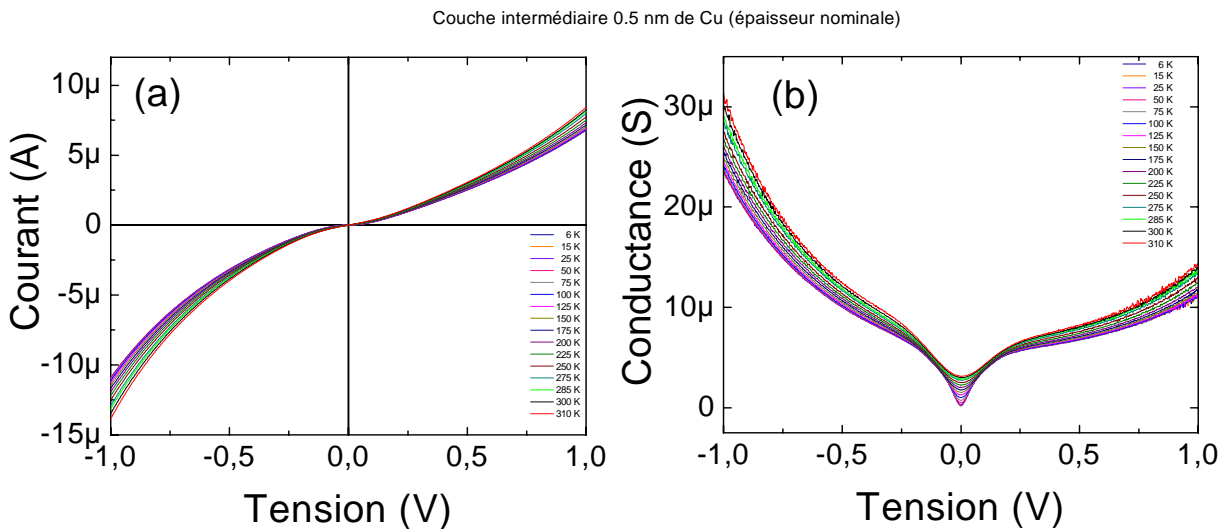 Couche intermédiaire 0.5 nm de Cu (épaisseur nominale)
(a)
Courant (A)
10µ
5µ
0
-5µ
-10µ
-15µ
-1,0 -0,5 0,0 0,5 1,0
Tension (V)
6 K
15 K
25 K
50 K
75 K
100 K
125 K
150 K
175 K
200 K
225 K
250 K
275 K
285 K
300 K
310 K
(b)
Conductance (S)
30µ
20µ
10µ
0
-1,0 -0,5 0,0 0,5 1,0
Tension (V)
6 K
15 K
25 K
50 K
75 K
100 K
125 K
150 K
175 K
200 K
225 K
250 K
275 K
285 K
300 K
310 K